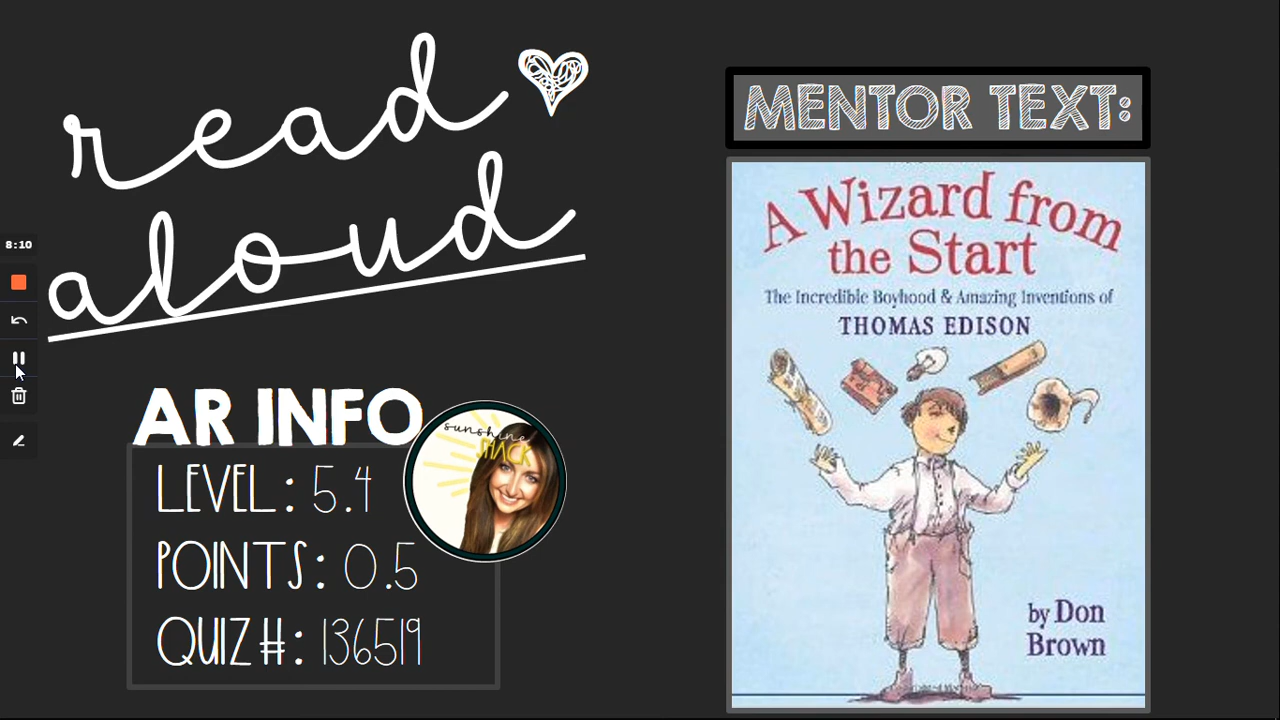 read
aloud
8:10
AR INFO
LEVEL: 5.4
POINTS: 0.5
QUIZ#: 136519
sunshine
MACK
MENTOR TEXT:
A Wizard from
the Start
The Incredible Boyhood & Amazing Inventions of
THOMAS EDISON
by Don
Brown